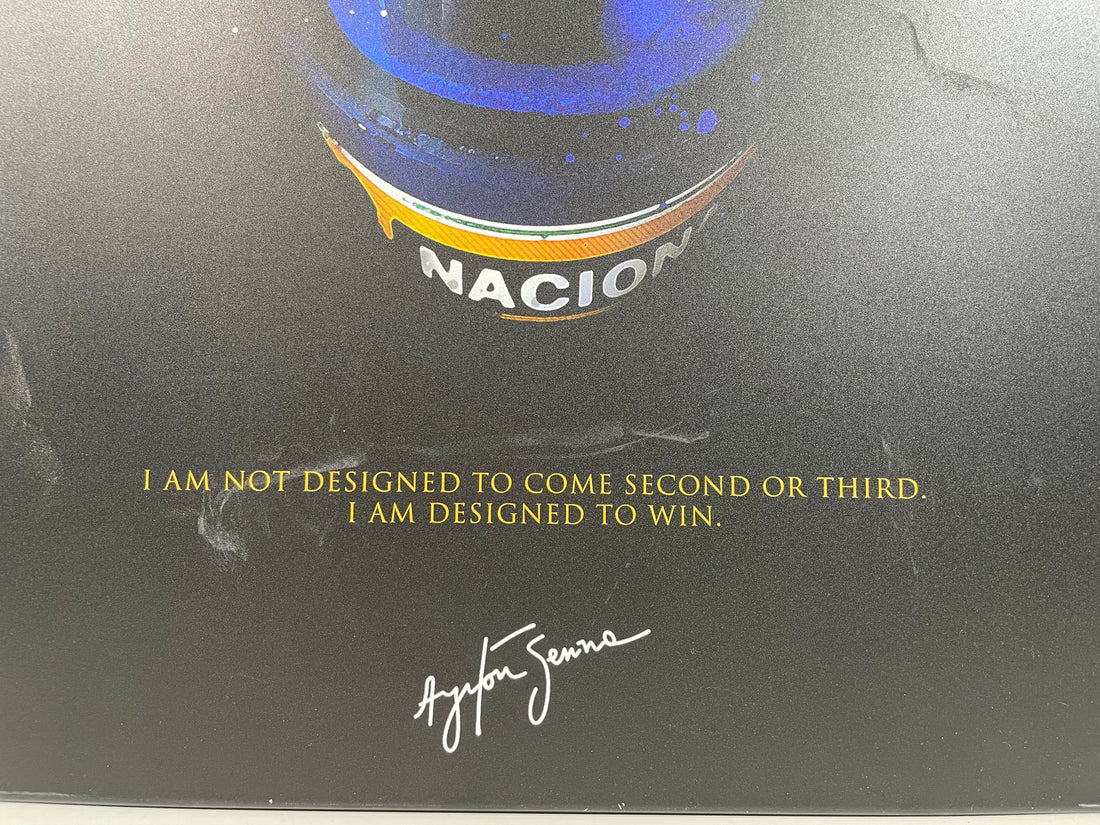 NACION
I AM NOT DESIGNED TO COME SECOND OR THIRD.
I AM DESIGNED TO WIN.
Ayrton Senna